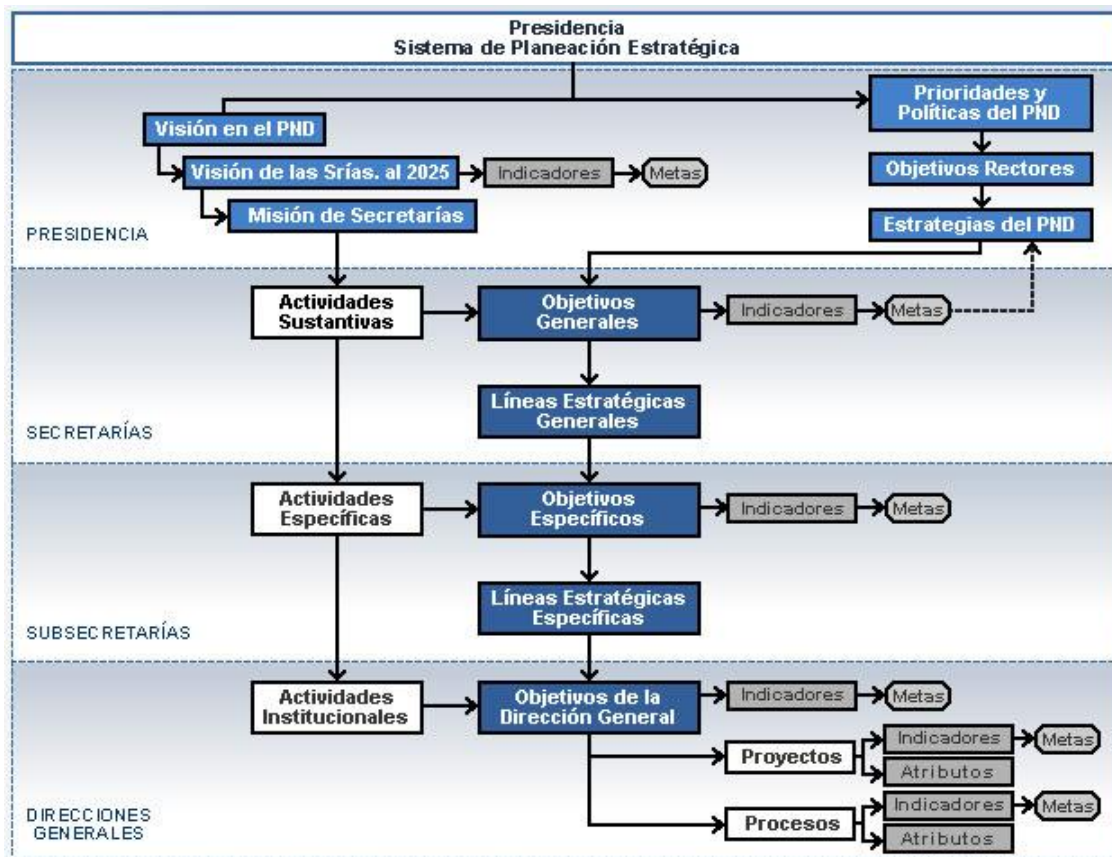 Presidencia
Sistema de Planeación Estratégica
Prioridades y
Políticas del PND
Visión en el PND
Visión de las Srías. al 2025
Indicadores
Metas
Objetivos Rectores
Misión de Secretarías
Estrategias del PND
PRESIDENCIA
Actividades
Sustantivas
Objetivos
Generales
Indicadores
Metas
Líneas Estratégicas
Generales
SECRETARÍAS
Actividades
Específicas
Objetivos
Específicos
Indicadores
Metas
Líneas Estratégicas
Específicas
SUBSECRETARÍAS
Actividades
Institucionales
Objetivos de la
Dirección General
Indicadores
Metas
Proyectos
Indicadores
Metas
Atributos
Procesos
Indicadores
Metas
Atributos
DIRECCIONES
GENERALES